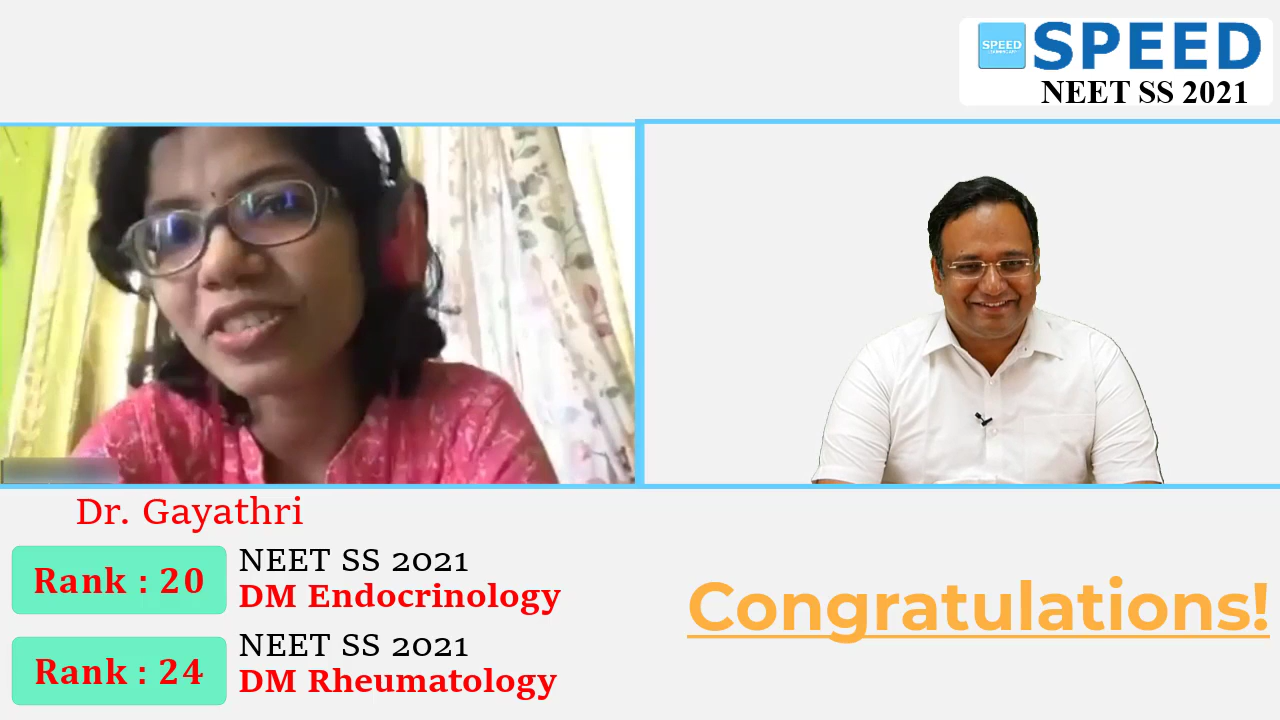 SPEED
SPEED
NEET SS 2021
Dr. Gayathri
Rank : 20
NEET SS 2021
DM Endocrinology
Rank : 24
NEET SS 2021
DM Rheumatology
Congratulations!